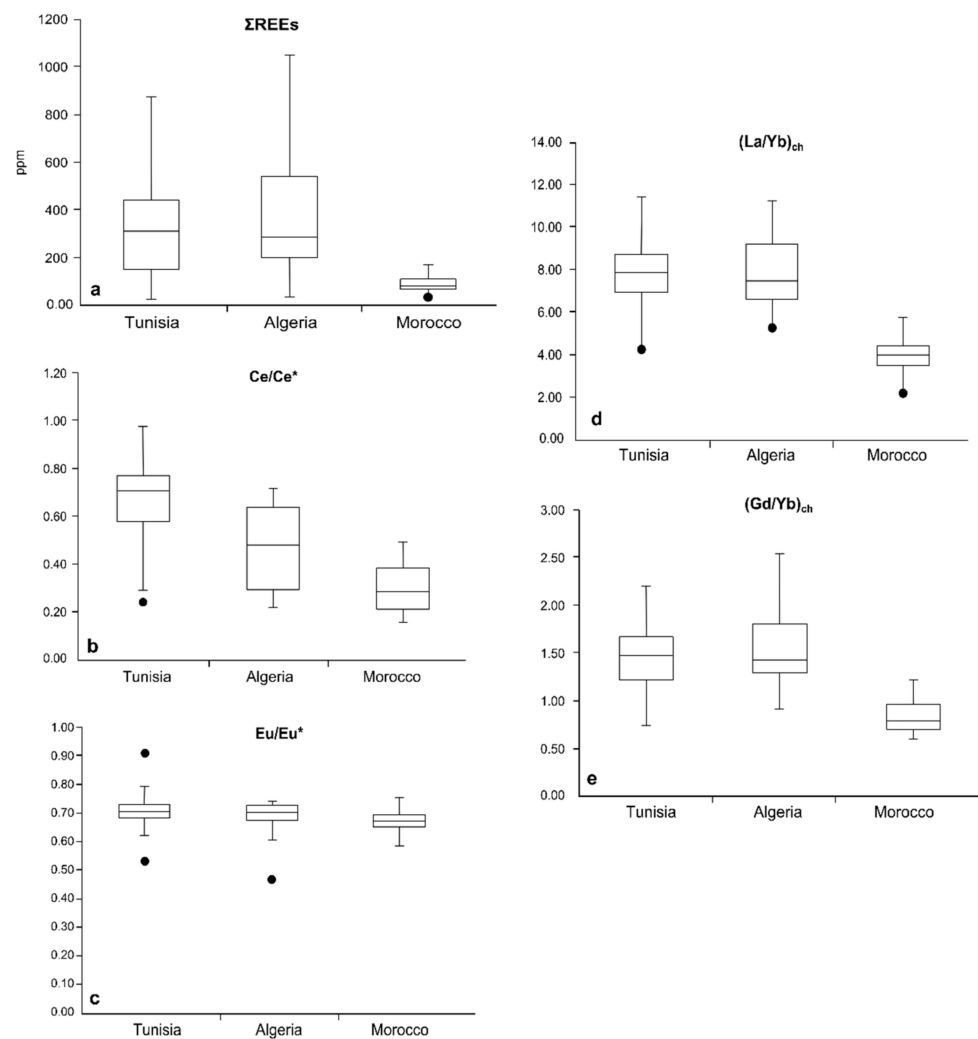 ΣREEs
1200
1000
800
600
400
200
0.00
ppm
a
Tunisia Algeria Morocco
Ce/Ce*
1.20
1.00
0.80
0.60
0.40
0.20
0.00
b
Tunisia Algeria Morocco
Eu/Eu*
1.00
0.90
0.80
0.70
0.60
0.50
0.40
0.30
0.20
0.10
0.00
c
Tunisia Algeria Morocco
(La/Yb)ch
14.00
12.00
10.00
8.00
6.00
4.00
2.00
0.00
d
Tunisia Algeria Morocco
(Gd/Yb)ch
3.00
2.50
2.00
1.50
1.00
0.50
0.00
e
Tunisia Algeria Morocco